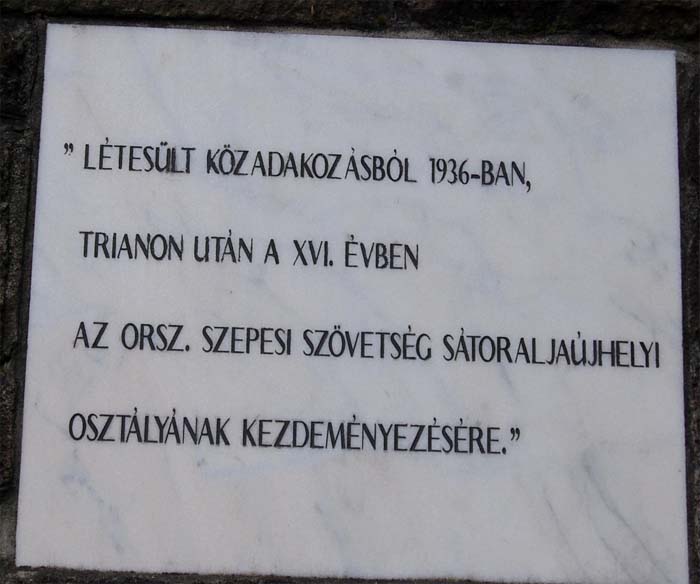 ” LÉTESÜLT KÖZADAKOZÁSBÓL 1936-BAN,
TRIANON UTÁN A XVI. ÉVBEN
AZ ORSZ. SZEPESI SZÖVETSÉG SÁTORALJAÚJHELYI
OSZTÁLYÁNAK KEZDEMÉNYEZÉSÉRE.”